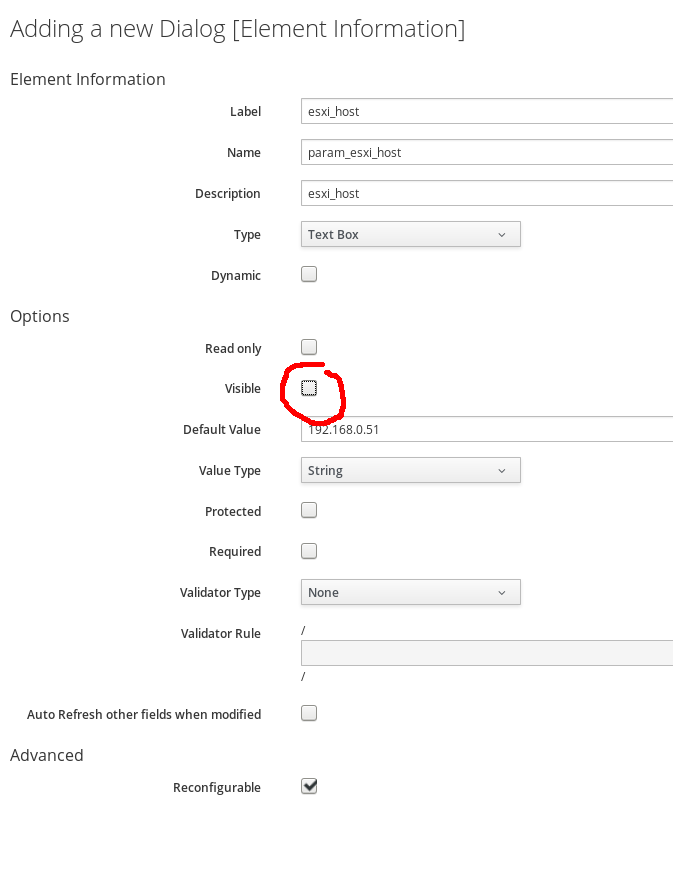 Adding a new Dialog [Element Information]
Element Information
Label esxi_host
Name param_esxi_host
Description esxi_host
Type Text Box
Dynamic
Options
Read only
Visible
Default Value 192.168.0.51
Value Type String
Protected
Required
Validator Type None
Validator Rule /
/
Auto Refresh other fields when modified
Advanced
Reconfigurable